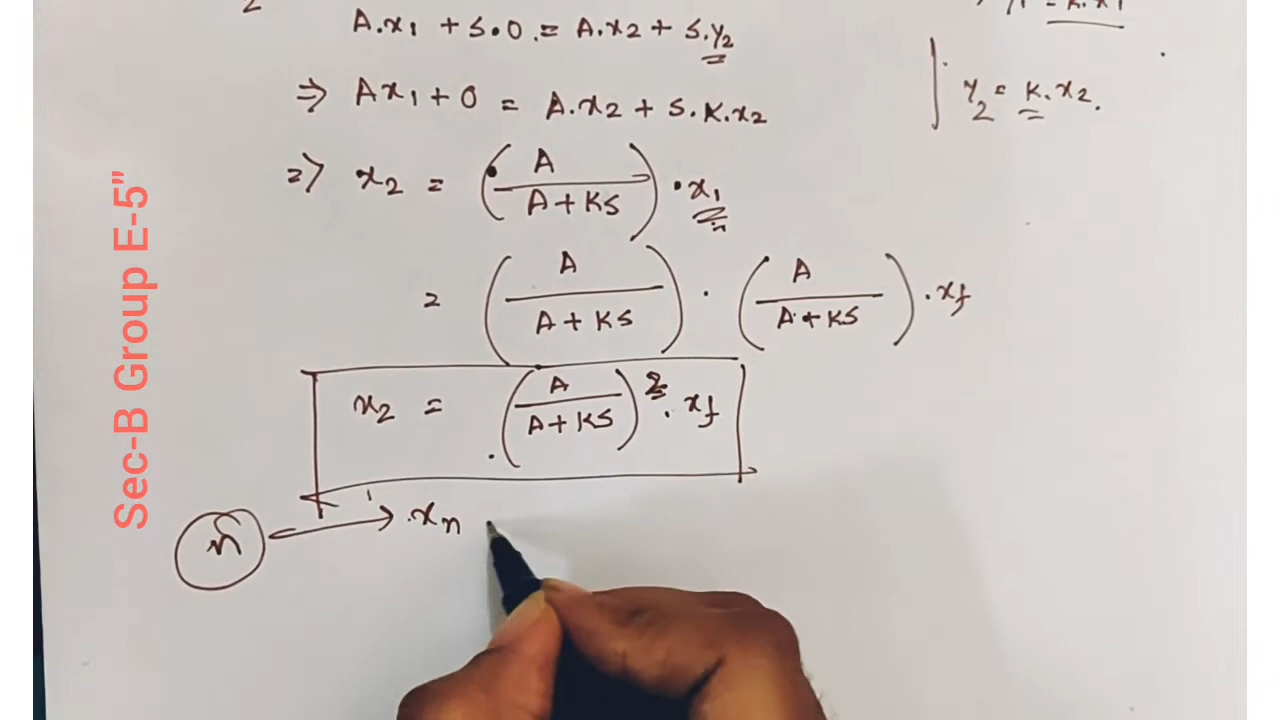 2
A.x₁ + S.0 = A.x₂ + S.y₂
⇒ Ax₁ + 0 = A.x₂ + S.K.x₂
y₂ = K.x₂.
⇒ x₂ = (A / (A + KS)) . x₁
= (A / (A + KS)) . (A / (A + KS)) . xf
x₂ = (A / (A + KS))² . xf
n → xn
Sec-B Group E-5"